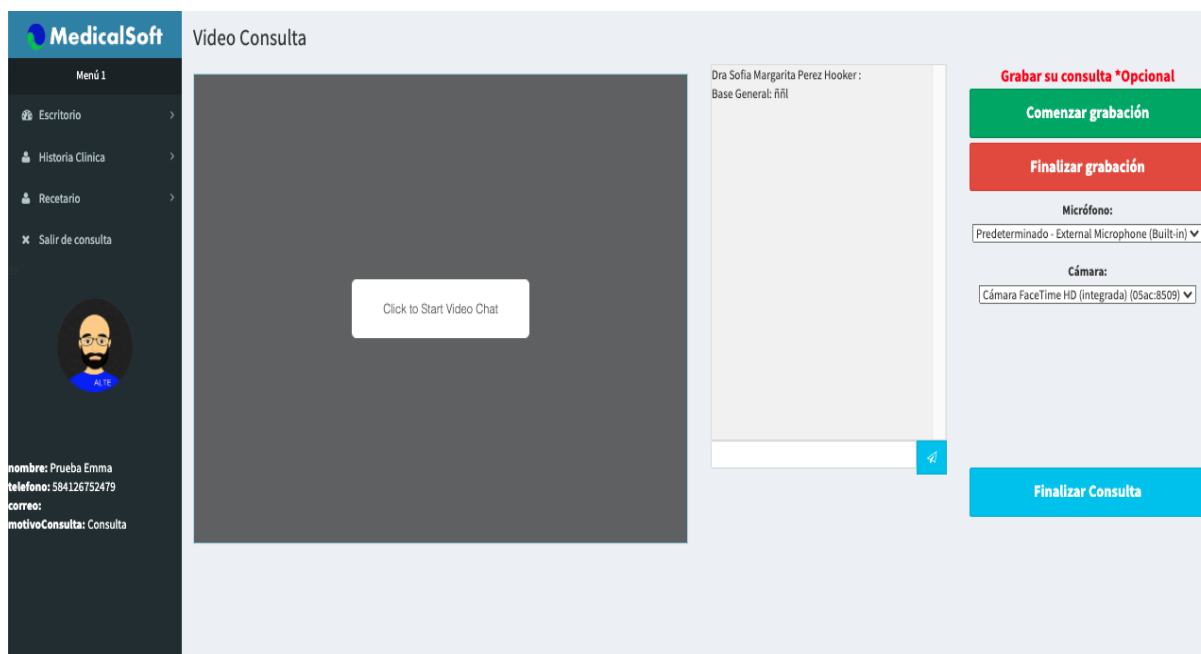 MedicalSoft
Menú 1
Escritorio
Historia Clinica
Recetario
Salir de consulta
ALTE
nombre: Prueba Emma
telefono: 584126752479
correo:
motivoConsulta: Consulta
Video Consulta
Click to Start Video Chat
Dra Sofia Margarita Perez Hooker :
Base General: ññl
Grabar su consulta *Opcional
Comenzar grabación
Finalizar grabación
Micrófono:
Predeterminado - External Microphone (Built-in)
Cámara:
Cámara FaceTime HD (integrada) (05ac:8509)
Finalizar Consulta